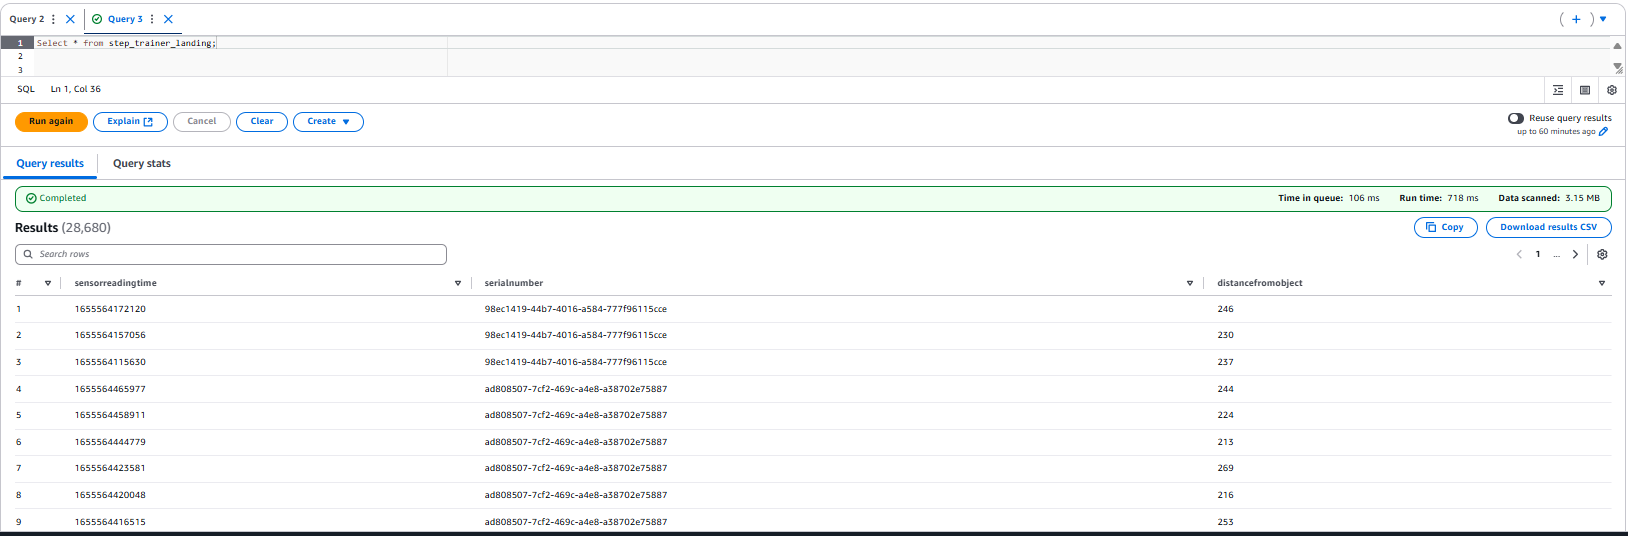 Query 2 Query 3
1 Select * from step_trainer_landing;
2
3
SQL Ln 1, Col 36
Run again Explain Cancel Clear Create Reuse query results
up to 60 minutes ago
Query results Query stats
Completed Time in queue: 106 ms Run time: 718 ms Data scanned: 3.15 MB
Results (28,680) Copy Download results CSV
Search rows 1 ...
# sensorreadingtime serialnumber distancefromobject
1 1655564172120 98ec1419-44b7-4016-a584-777f96115cce 246
2 1655564157056 98ec1419-44b7-4016-a584-777f96115cce 230
3 1655564115630 98ec1419-44b7-4016-a584-777f96115cce 237
4 1655564465977 ad808507-7cf2-469c-a4e8-a38702e75887 244
5 1655564458911 ad808507-7cf2-469c-a4e8-a38702e75887 224
6 1655564444779 ad808507-7cf2-469c-a4e8-a38702e75887 213
7 1655564423581 ad808507-7cf2-469c-a4e8-a38702e75887 269
8 1655564420048 ad808507-7cf2-469c-a4e8-a38702e75887 216
9 1655564416515 ad808507-7cf2-469c-a4e8-a38702e75887 253